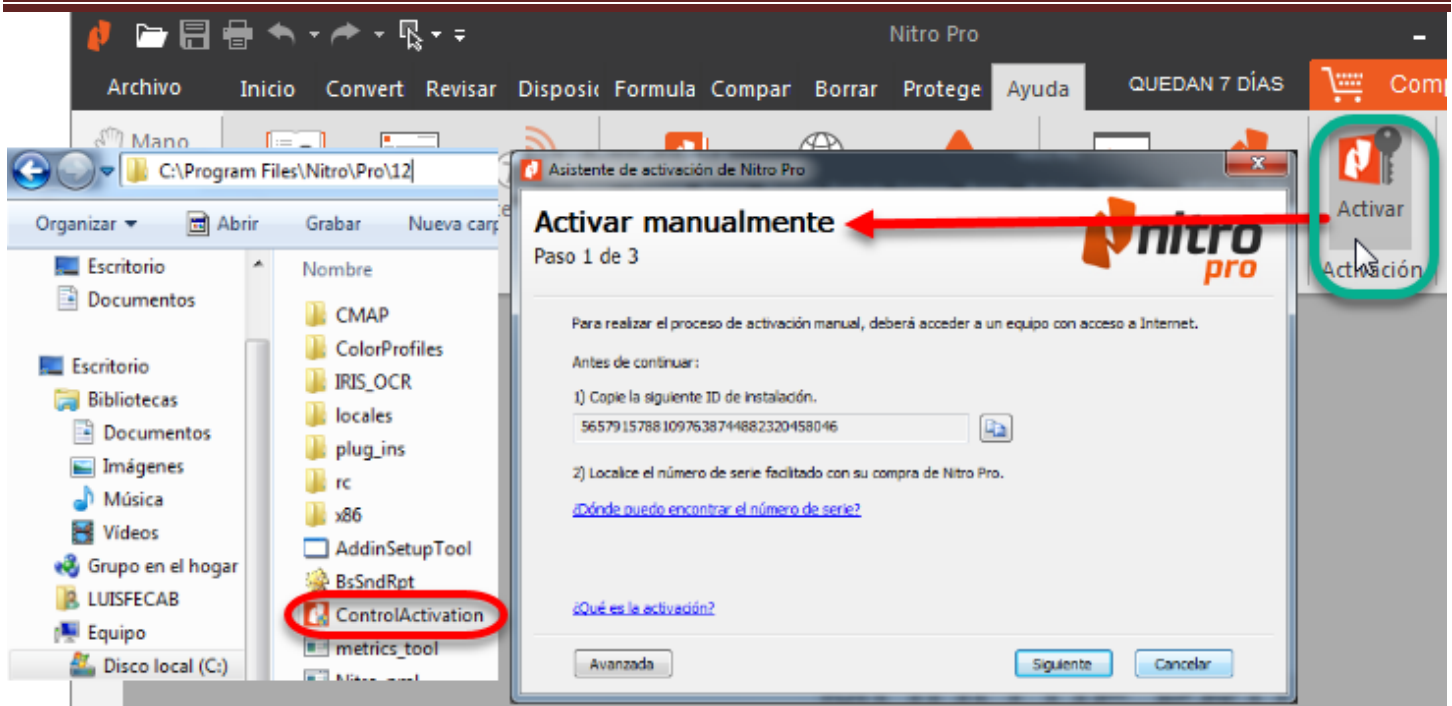 Nitro Pro
Archivo Inicio Convert Revisar Disposic Formula Compar Borrar Protege Ayuda QUEDAN 7 DÍAS Com
Mano
C:\Program Files\Nitro\Pro\12
Organizar Abrir Grabar Nueva carp
Escritorio
Documentos
Escritorio
Bibliotecas
Documentos
Imágenes
Música
Vídeos
Grupo en el hogar
LUISFECAB
Equipo
Disco local (C:)
Nombre
CMAP
ColorProfiles
IRIS_OCR
locales
plug_ins
rc
x86
AddinSetupTool
BsSndRpt
ControlActivation
metrics_tool
Asistente de activación de Nitro Pro
Activar manualmente
Paso 1 de 3
nitro
pro
Para realizar el proceso de activación manual, deberá acceder a un equipo con acceso a Internet.
Antes de continuar:
1) Copie la siguiente ID de instalación.
565791578810976387448823204580​46
2) Localice el número de serie facilitado con su compra de Nitro Pro.
¿Dónde puedo encontrar el número de serie?
¿Qué es la activación?
Avanzada Siguiente Cancelar
Activar
Activación